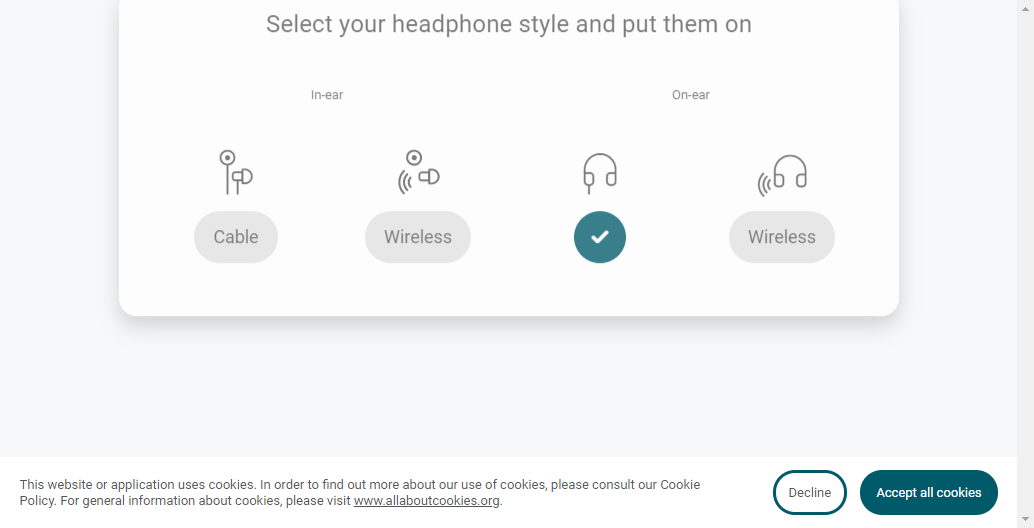 Select your headphone style and put them on
In-ear
On-ear
Cable
Wireless
Wireless
This website or application uses cookies. In order to find out more about our use of cookies, please consult our Cookie
Policy. For general information about cookies, please visit www.allaboutcookies.org.
Decline
Accept all cookies